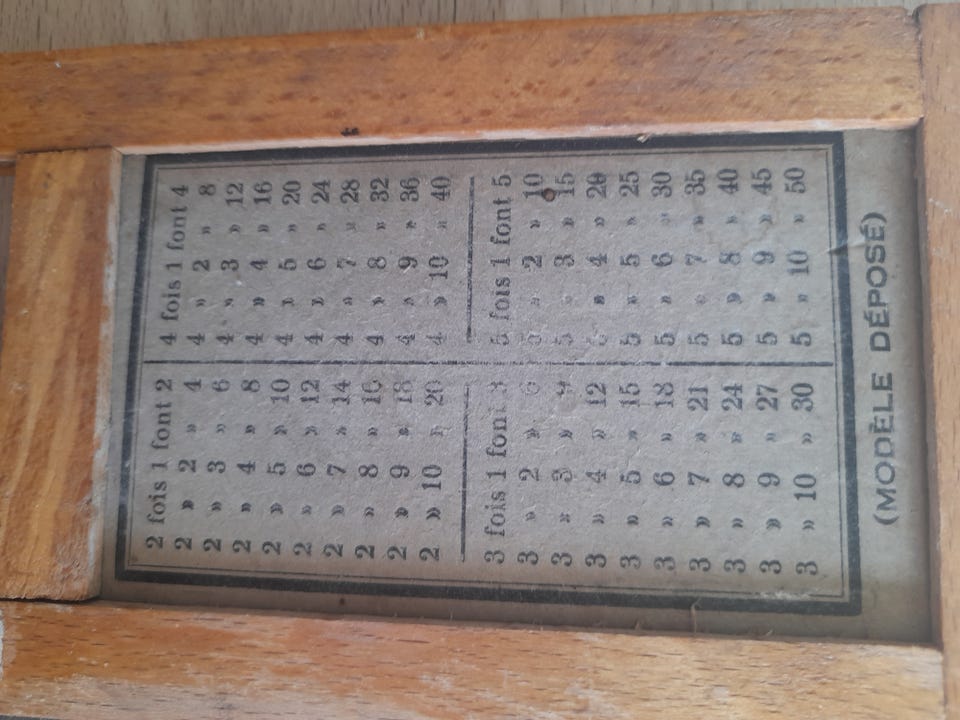 2 fois 1 font 2
2 » 2 » 4
2 » 3 » 6
2 » 4 » 8
2 » 5 » 10
2 » 6 » 12
2 » 7 » 14
2 » 8 » 16
2 » 9 » 18
2 » 10 » 20
4 fois 1 font 4
4 » 2 » 8
4 » 3 » 12
4 » 4 » 16
4 » 5 » 20
4 » 6 » 24
4 » 7 » 28
4 » 8 » 32
4 » 9 » 36
4 » 10 » 40
3 fois 1 font 3
3 » 2 » 6
3 » 3 » 9
3 » 4 » 12
3 » 5 » 15
3 » 6 » 18
3 » 7 » 21
3 » 8 » 24
3 » 9 » 27
3 » 10 » 30
5 fois 1 font 5
5 » 2 » 10
5 » 3 » 15
5 » 4 » 20
5 » 5 » 25
5 » 6 » 30
5 » 7 » 35
5 » 8 » 40
5 » 9 » 45
5 » 10 » 50
(MODÈLE DÉPOSÉ)